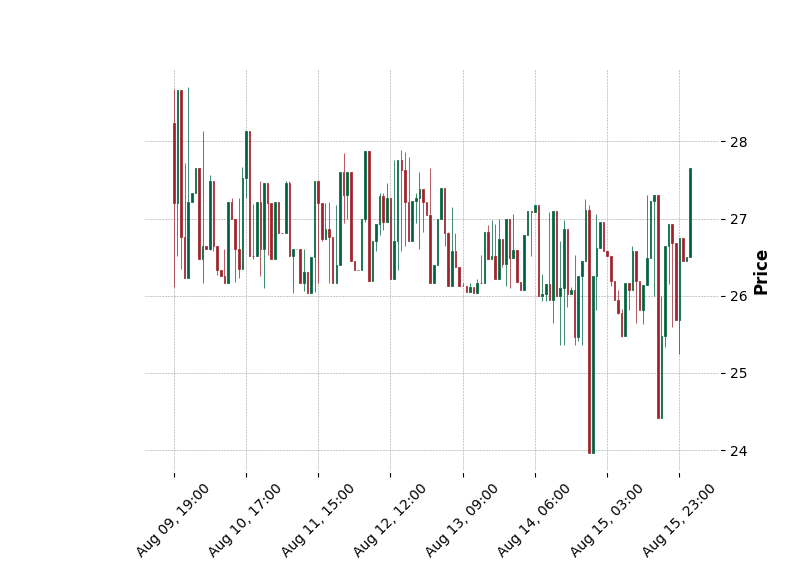 28
27
26
25
24
Price
Aug 09, 19:00
Aug 10, 17:00
Aug 11, 15:00
Aug 12, 12:00
Aug 13, 09:00
Aug 14, 06:00
Aug 15, 03:00
Aug 15, 23:00